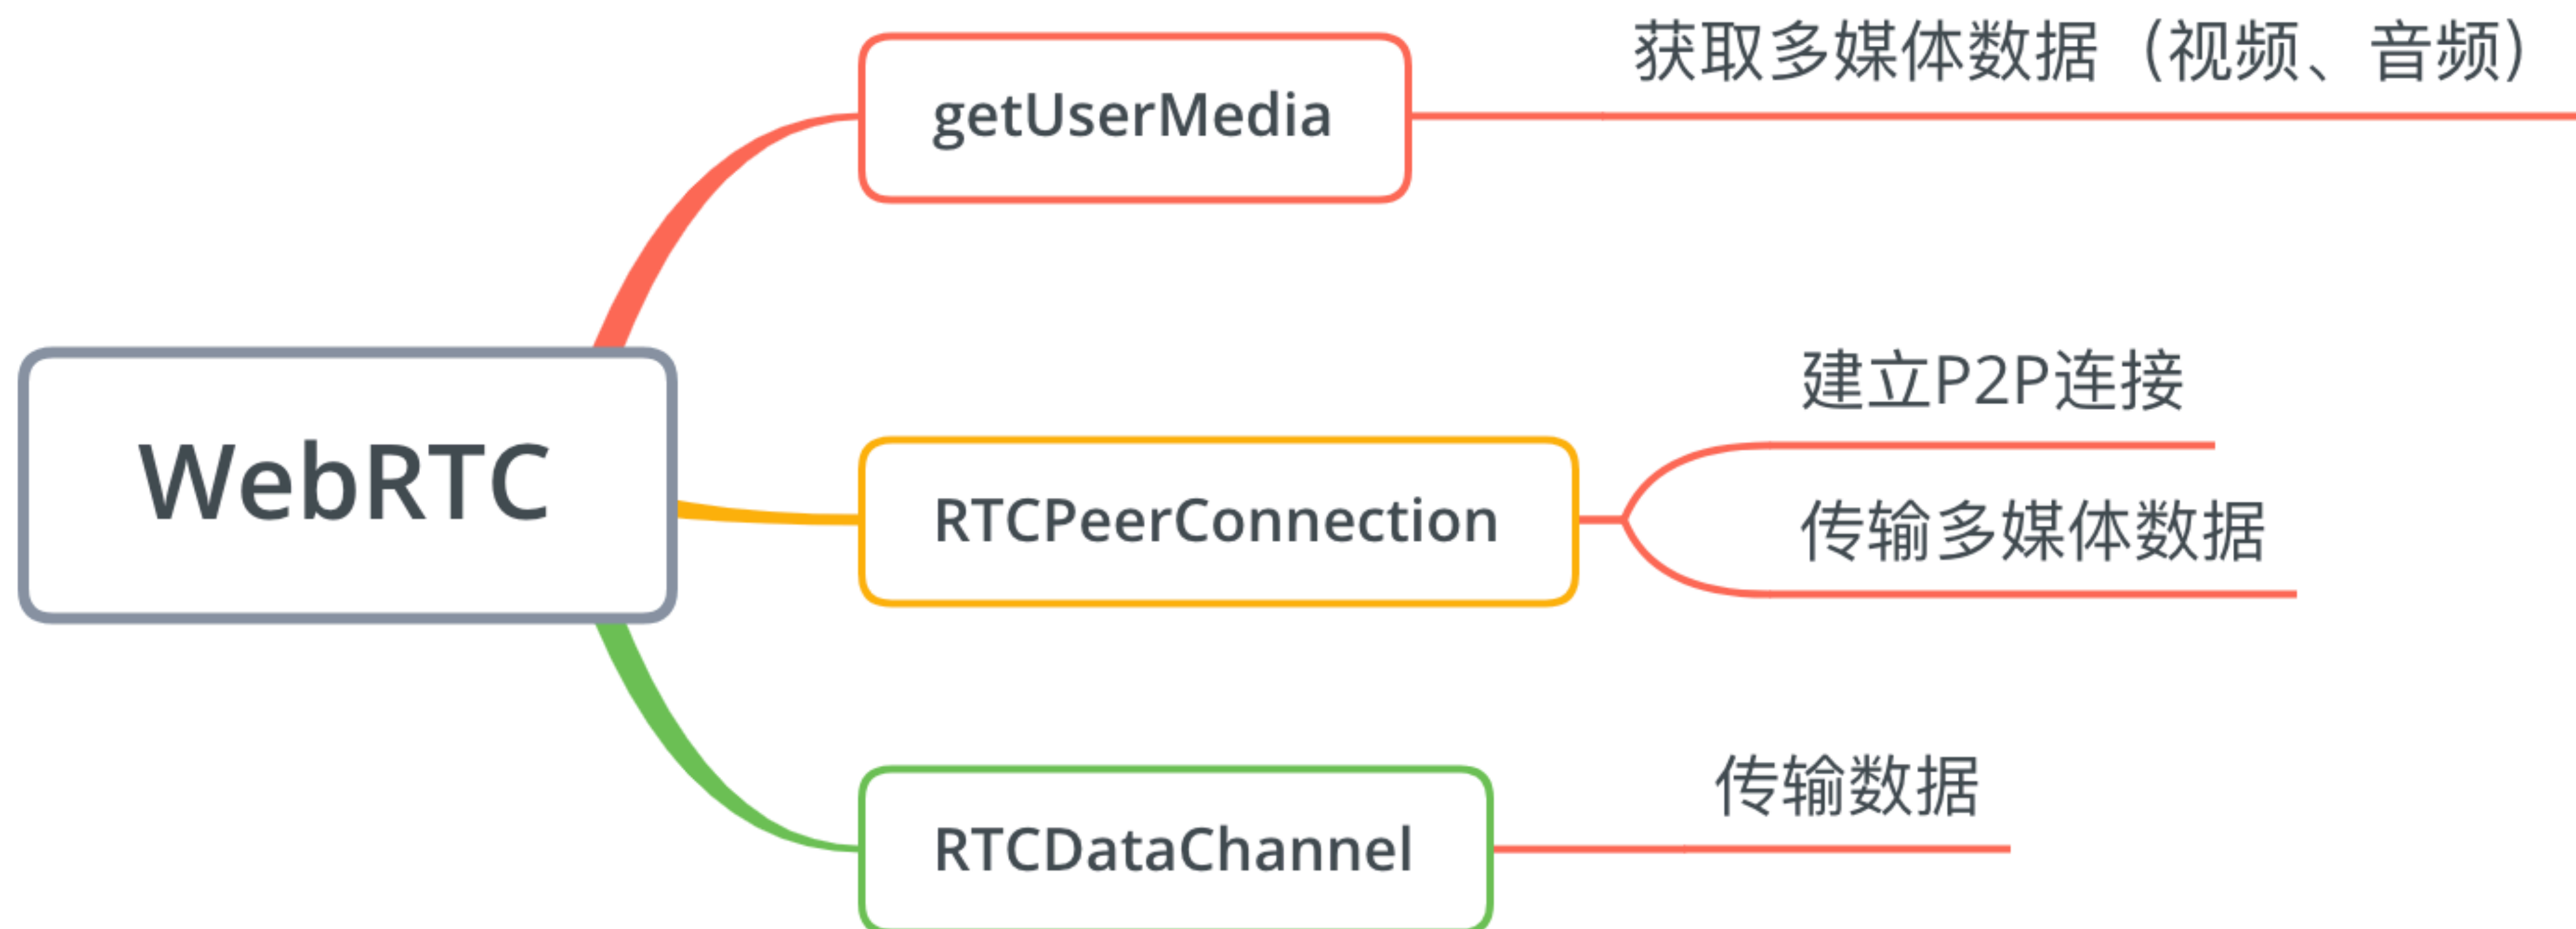 获取多媒体数据（视频、音频）
getUserMedia
建立P2P连接
WebRTC
RTCPeerConnection
传输多媒体数据
传输数据
RTCDataChannel